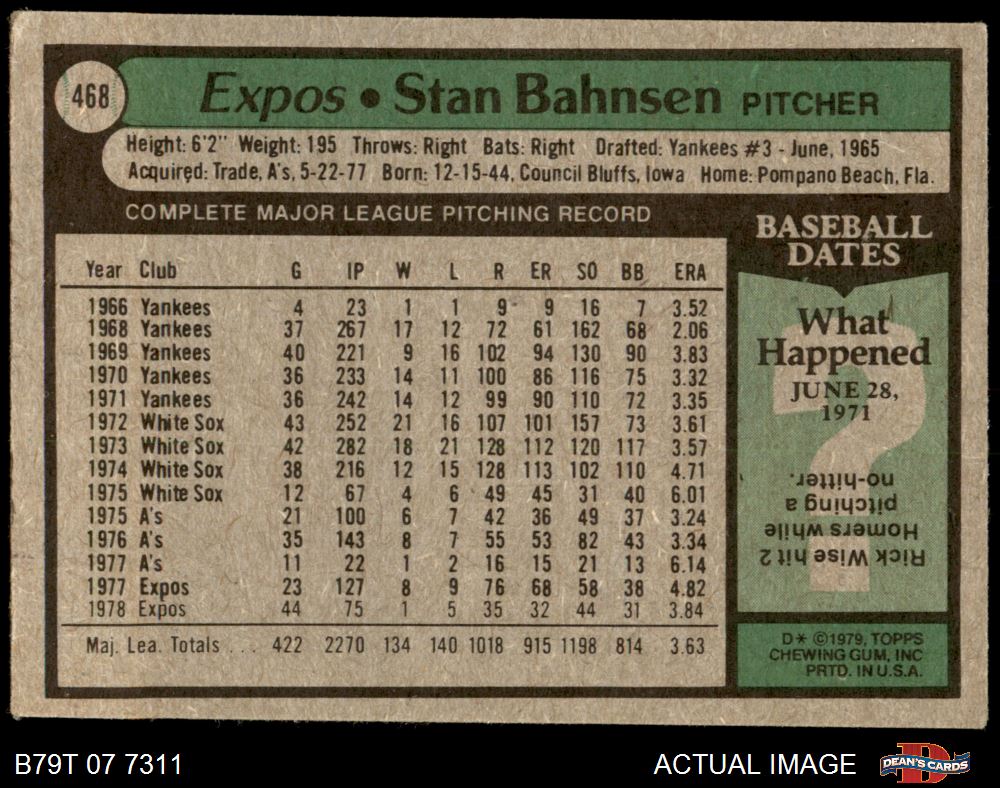 468
Expos • Stan Bahnsen PITCHER
Height: 6'2" Weight: 195 Throws: Right Bats: Right Drafted: Yankees #3 - June, 1965
Acquired: Trade, A's, 5-22-77 Born: 12-15-44, Council Bluffs, Iowa Home: Pompano Beach, Fla.
COMPLETE MAJOR LEAGUE PITCHING RECORD
Year Club G IP W L R ER SO BB ERA
1966 Yankees 4 23 1 1 9 9 16 7 3.52
1968 Yankees 37 267 17 12 72 61 162 68 2.06
1969 Yankees 40 221 9 16 102 94 130 90 3.83
1970 Yankees 36 233 14 11 100 86 116 75 3.32
1971 Yankees 36 242 14 12 99 90 110 72 3.35
1972 White Sox 43 252 21 16 107 101 157 73 3.61
1973 White Sox 42 282 18 21 128 112 120 117 3.57
1974 White Sox 38 216 12 15 128 113 102 110 4.71
1975 White Sox 12 67 4 6 49 45 31 40 6.01
1975 A's 21 100 6 7 42 36 49 37 3.24
1976 A's 35 143 8 7 55 53 82 43 3.34
1977 A's 11 22 1 2 16 15 21 13 6.14
1977 Expos 23 127 8 9 76 68 58 38 4.82
1978 Expos 44 75 1 5 35 32 44 31 3.84
Maj. Lea. Totals . . . 422 2270 134 140 1018 915 1198 814 3.63
BASEBALL
DATES
What
Happened
JUNE 28,
1971
?
Rick Wise hit 2
Homers while
pitching a
no-hitter.
D* ©1979, TOPPS
CHEWING GUM, INC
PRTD. IN U.S.A.
B79T 07 7311
ACTUAL IMAGE
D
DEAN'S CARDS